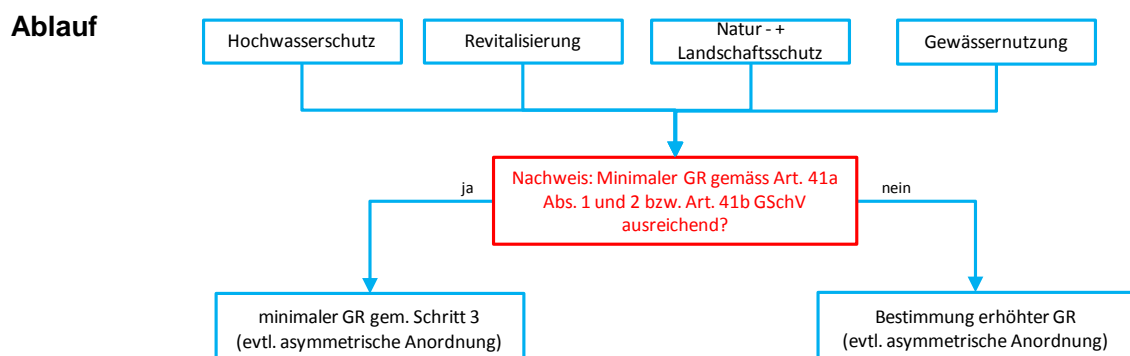 Ablauf
Hochwasserschutz
Revitalisierung
Natur - +
Landschaftsschutz
Gewässernutzung
ja
Nachweis: Minimaler GR gemäss Art. 41a
Abs. 1 und 2 bzw. Art. 41b GSchV
ausreichend?
nein
minimaler GR gem. Schritt 3
(evtl. asymmetrische Anordnung)
Bestimmung erhöhter GR
(evtl. asymmetrische Anordnung)